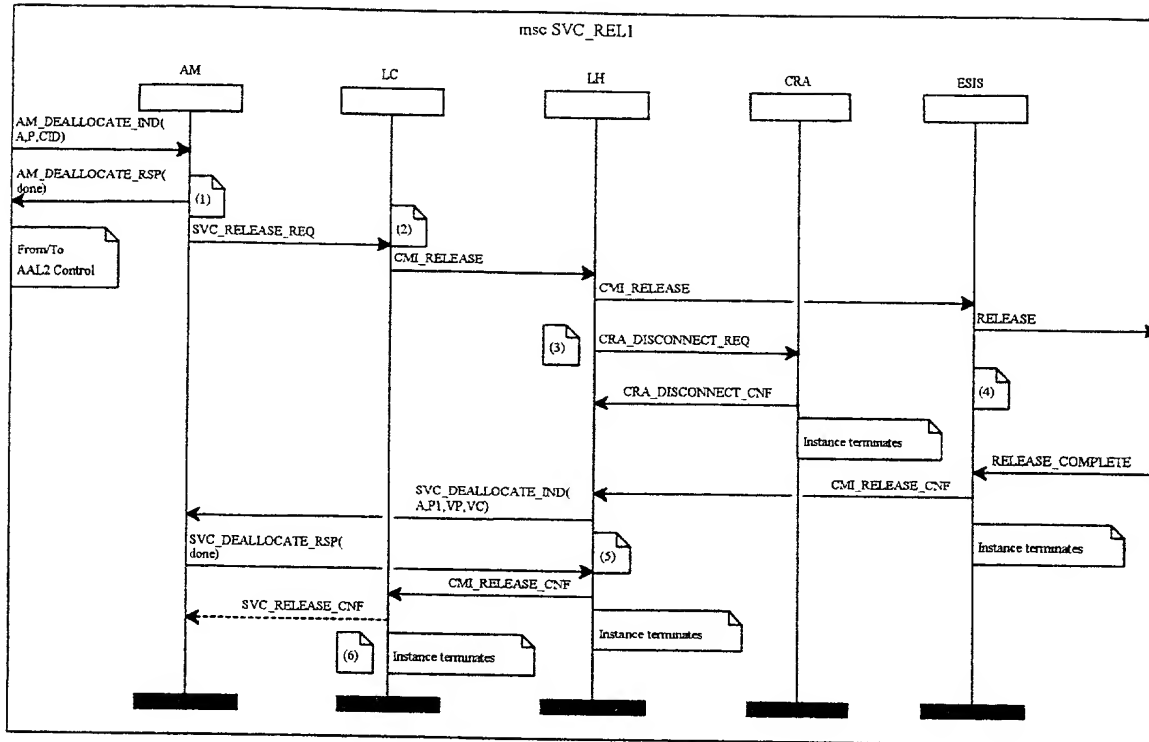 msc SVC_REL1
AM
LC
LH
CRA
ESIS
AM_DEALLOCATE_IND(
A,P,CID)
AM_DEALLOCATE_RSP(
done)
(1)
SVC_RELEASE_REQ
(2)
From/To
AAL2 Control
CMI_RELEASE
CMI_RELEASE
RELEASE
(3)
CRA_DISCONNECT_REQ
CRA_DISCONNECT_CNF
(4)
Instance terminates
RELEASE_COMPLETE
CMI_RELEASE_CNF
SVC_DEALLOCATE_IND(
A,P1,VP,VC)
SVC_DEALLOCATE_RSP(
done)
(5)
Instance terminates
CMI_RELEASE_CNF
SVC_RELEASE_CNF
Instance terminates
(6)
Instance terminates